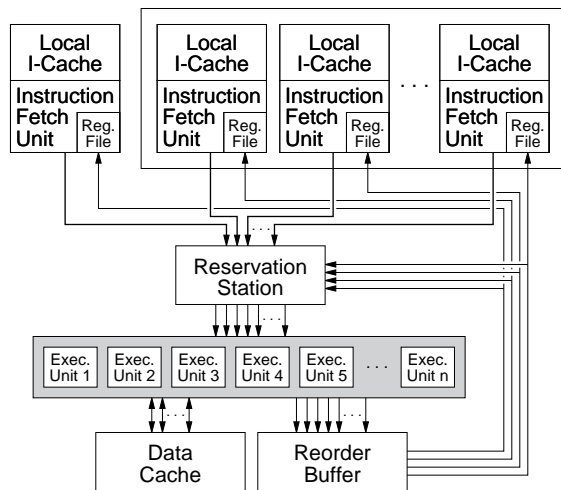 Local
I-Cache
Instruction
Fetch
Unit
Reg.
File
Local
I-Cache
Instruction
Fetch
Unit
Reg.
File
Local
I-Cache
Instruction
Fetch
Unit
Reg.
File
. . .
Local
I-Cache
Instruction
Fetch
Unit
Reg.
File
. . .
Reservation
Station
. . .
Exec.
Unit 1
Exec.
Unit 2
Exec.
Unit 3
Exec.
Unit 4
Exec.
Unit 5
. . .
Exec.
Unit n
. . .
. . .
Data
Cache
Reorder
Buffer